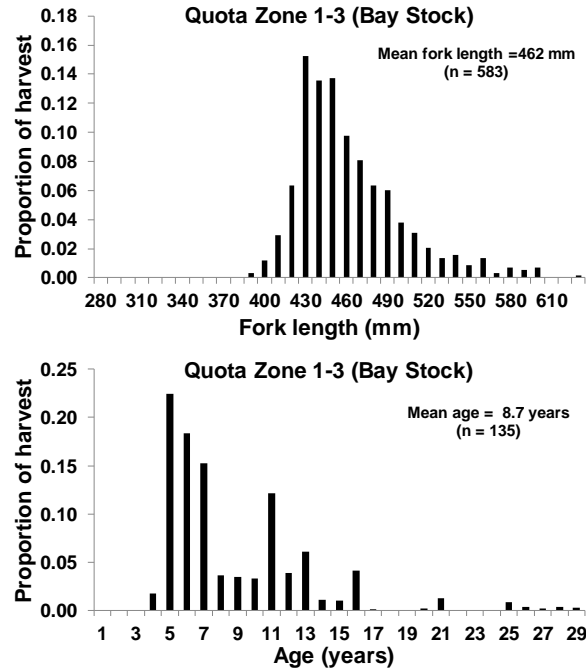 Quota Zone 1-3 (Bay Stock)
Mean fork length =462 mm
(n = 583)
Proportion of harvest
0.18
0.16
0.14
0.12
0.10
0.08
0.06
0.04
0.02
0.00
280 310 340 370 400 430 460 490 520 550 580 610
Fork length (mm)
Quota Zone 1-3 (Bay Stock)
Mean age = 8.7 years
(n = 135)
Proportion of harvest
0.25
0.20
0.15
0.10
0.05
0.00
1 3 5 7 9 11 13 15 17 19 21 23 25 27 29
Age (years)